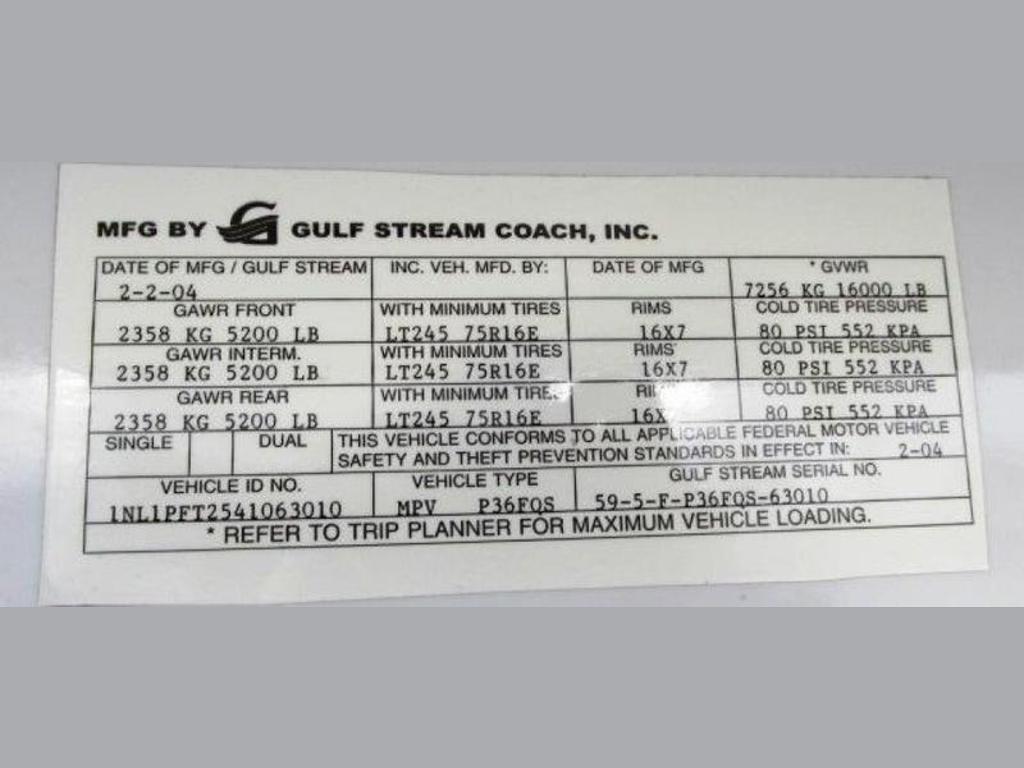 MFG BY GULF STREAM COACH, INC.
DATE OF MFG / GULF STREAM INC. VEH. MFD. BY: DATE OF MFG * GVWR
2-2-04 7256 KG 16000 LB
GAWR FRONT WITH MINIMUM TIRES RIMS COLD TIRE PRESSURE
2358 KG 5200 LB LT245 75R16E 16X7 80 PSI 552 KPA
GAWR INTERM. WITH MINIMUM TIRES RIMS COLD TIRE PRESSURE
2358 KG 5200 LB LT245 75R16E 16X7 80 PSI 552 KPA
GAWR REAR WITH MINIMUM COLD TIRE PRESSURE
2358 KG 5200 LB LT245 75R16E 80 PSI 552 KPA
SINGLE DUAL THIS VEHICLE CONFORMS TO ALL APPLICABLE FEDERAL MOTOR VEHICLE
SAFETY AND THEFT PREVENTION STANDARDS IN EFFECT IN: 2-04
VEHICLE ID NO. VEHICLE TYPE GULF STREAM SERIAL NO.
1NL1PFT2541063010 MPV P36FQS 59-5-F-P36FQS-63010
* REFER TO TRIP PLANNER FOR MAXIMUM VEHICLE LOADING.